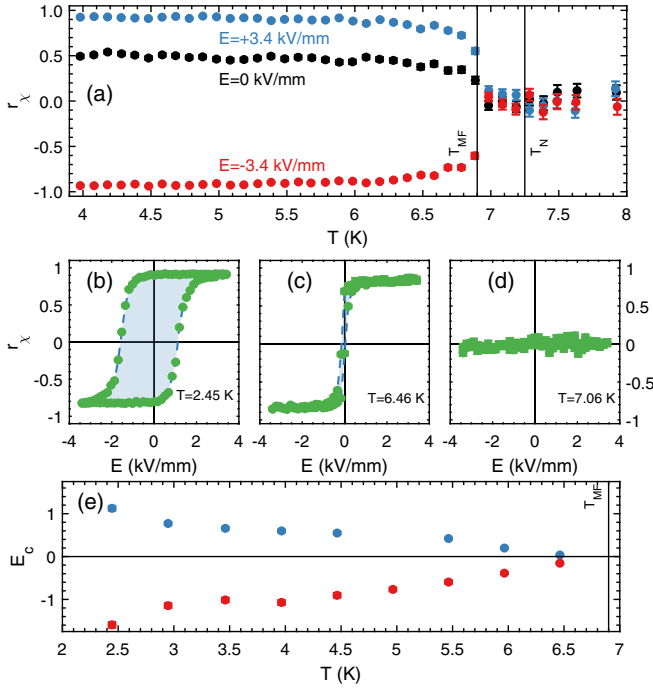 1.0
0.5
0.0
-0.5
-1.0
r_χ
(a)
E=+3.4 kV/mm
E=0 kV/mm
E=-3.4 kV/mm
T_MF
T_N
4 4.5 5 5.5 6 6.5 7 7.5 8
T (K)
(b) (c) (d)
1 1
0.5 0.5
0 0
-0.5 -0.5
-1 -1
r_χ r_χ
T=2.45 K T=6.46 K T=7.06 K
-4 -2 0 2 4 -2 0 2 4 -2 0 2 4
E (kV/mm) E (kV/mm) E (kV/mm)
(e)
T_MF
1
0
-1
E_c
2 2.5 3 3.5 4 4.5 5 5.5 6 6.5 7
T (K)